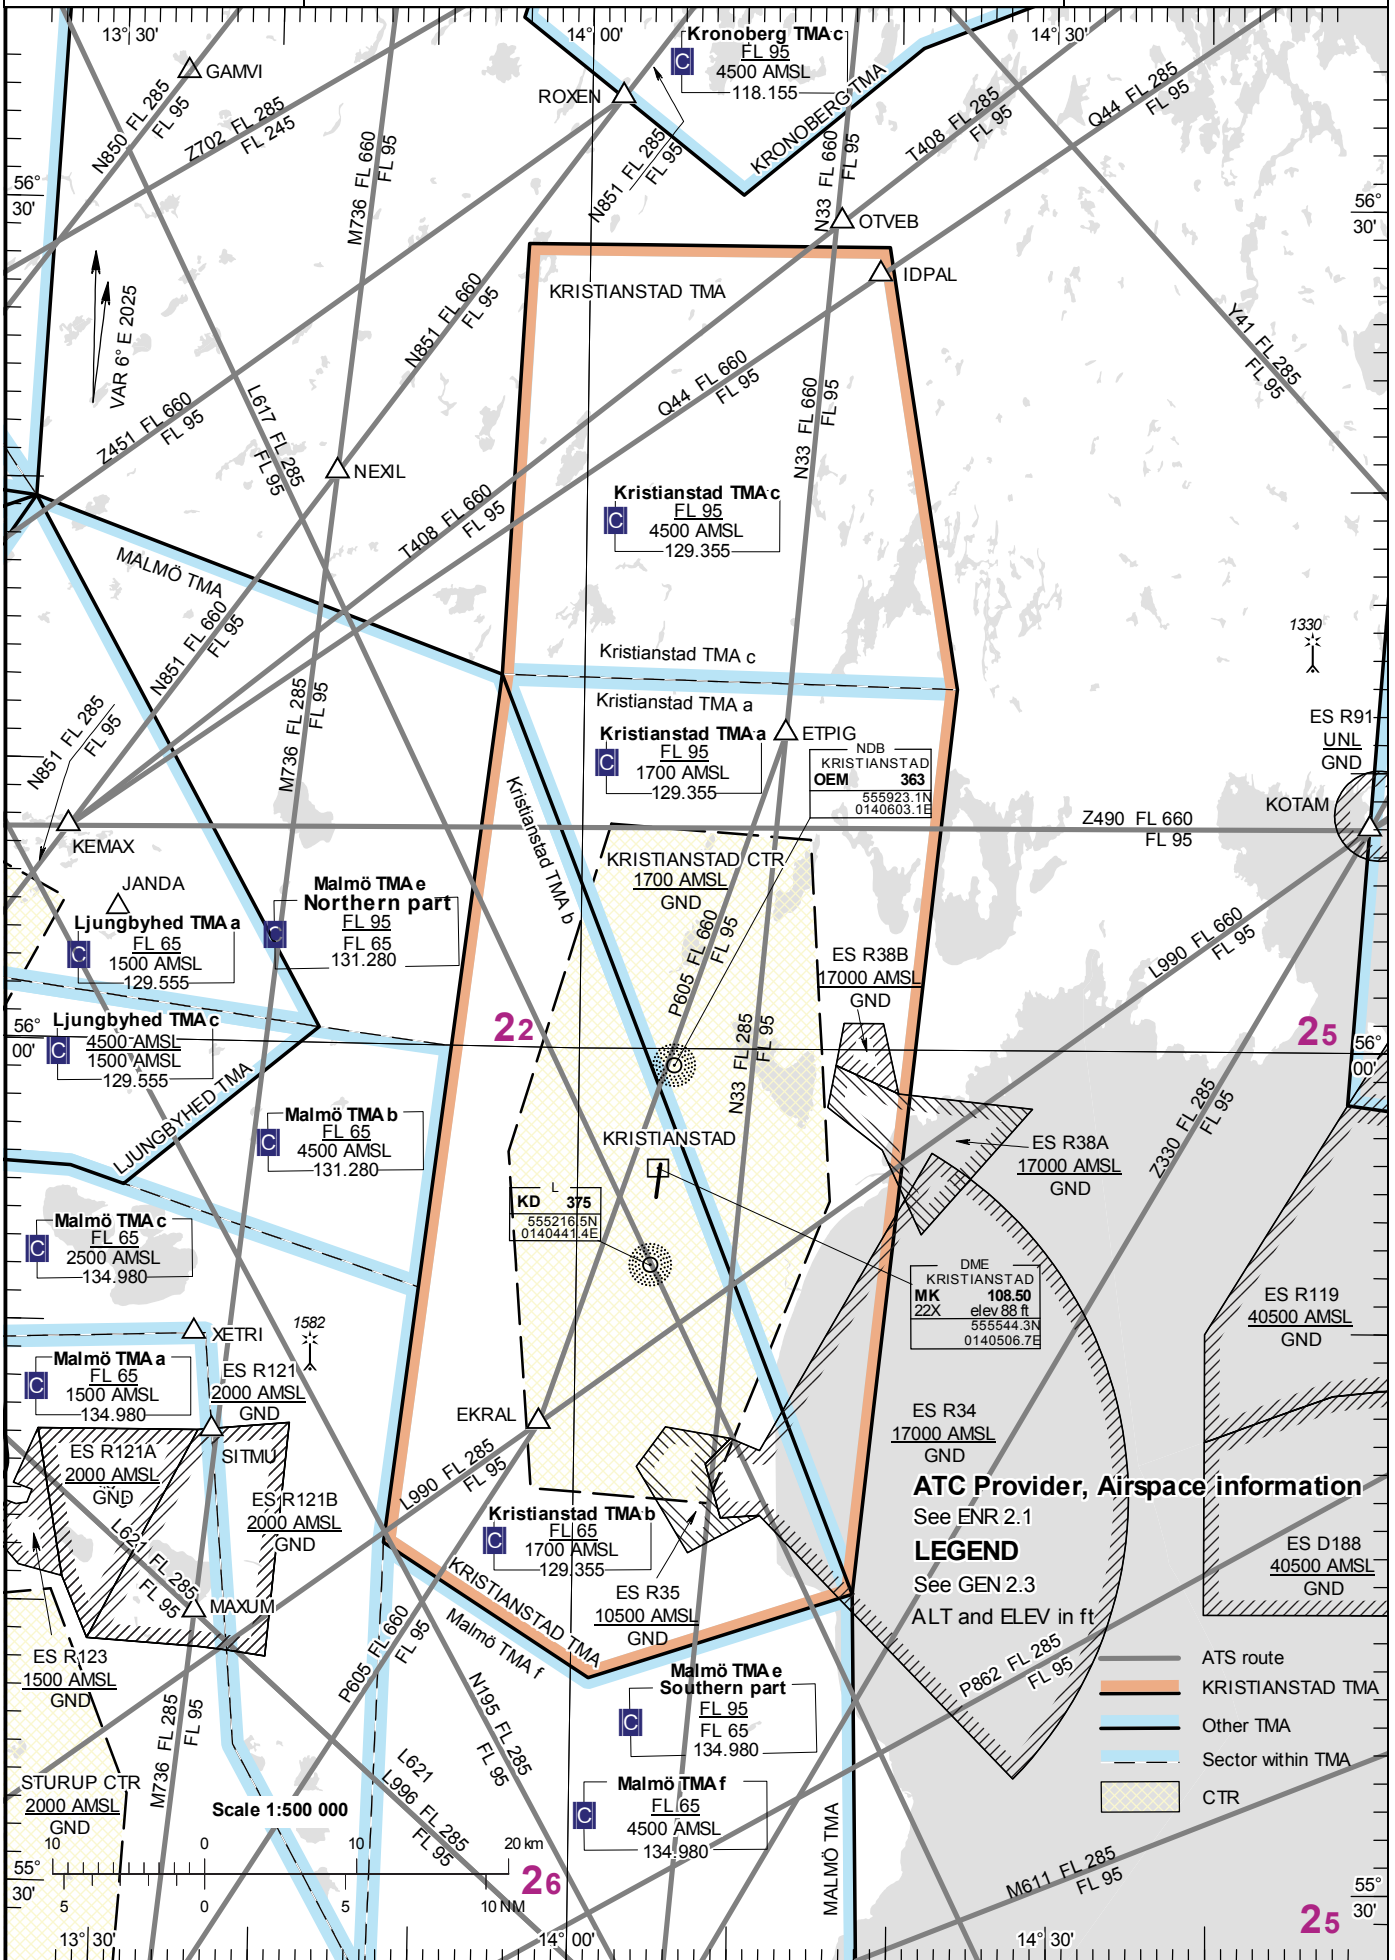 13° 30'
14° 00'
14° 30'
GAMVI
N850 FL 285
FL 95
Z702 FL 285
FL 245
M736 FL 660
FL 95
ROXEN
Kronoberg TMA c
C
FL 95
4500 AMSL
118.155
N851 FL 285
FL 95
KRONOBERG TMA
N33 FL 660
FL 95
T408 FL 285
FL 95
Q44 FL 285
FL 95
56°
30'
56°
30'
OTVEB
IDPAL
KRISTIANSTAD TMA
VAR 6° E 2025
N851 FL 660
FL 95
Y41 FL 285
FL 95
Z451 FL 660
FL 95
L617 FL 285
FL 95
Q44 FL 660
FL 95
N33 FL 660
FL 95
NEXIL
T408 FL 660
FL 95
Kristianstad TMA c
C
FL 95
4500 AMSL
129.355
MALMÖ TMA
N851 FL 660
FL 95
1330
Kristianstad TMA c
Kristianstad TMA a
M736 FL 285
FL 95
N851 FL 285
FL 95
Kristianstad TMA a
C
FL 95
1700 AMSL
129.355
ETPIG
NDB
KRISTIANSTAD
OEM 363
555923.1N
0140603.1E
ES R91
UNL
GND
KOTAM
Z490 FL 660
FL 95
Kristianstad TMA b
KEMAX
KRISTIANSTAD CTR
1700 AMSL
GND
JANDA
Ljungbyhed TMA a
C
FL 65
1500 AMSL
129.555
Malmö TMA e
Northern part
C
FL 95
FL 65
131.280
P605 FL 660
FL 95
ES R38B
17000 AMSL
GND
L990 FL 660
FL 95
Ljungbyhed TMA c
C
4500 AMSL
1500 AMSL
129.555
22
25
56°
00'
56°
00'
N33 FL 285
FL 95
LJUNGBYHED TMA
Malmö TMA b
C
FL 65
4500 AMSL
131.280
KRISTIANSTAD
ES R38A
17000 AMSL
GND
Z330 FL 285
FL 95
L
KD 375
555216.5N
0140441.4E
Malmö TMA c
C
FL 65
2500 AMSL
134.980
DME
KRISTIANSTAD
MK 108.50
22X elev 88 ft
555544.3N
0140506.7E
ES R119
40500 AMSL
GND
XETRI
1582
Malmö TMA a
C
FL 65
1500 AMSL
134.980
ES R121
2000 AMSL
GND
EKRAL
ES R34
17000 AMSL
GND
ES R121A
2000 AMSL
GND
SITMU
L990 FL 285
FL 95
ES R121B
2000 AMSL
GND
Kristianstad TMA b
C
FL 65
1700 AMSL
129.355
ATC Provider, Airspace information
See ENR 2.1
LEGEND
See GEN 2.3
ALT and ELEV in ft
ES D188
40500 AMSL
GND
L621 FL 285
FL 95
MAXUM
KRISTIANSTAD TMA
Malmö TMA f
ES R35
10500 AMSL
GND
P605 FL 660
FL 95
ES R123
1500 AMSL
GND
N195 FL 285
FL 95
Malmö TMA e
Southern part
C
FL 95
FL 65
134.980
P862 FL 285
FL 95
ATS route
KRISTIANSTAD TMA
Other TMA
Sector within TMA
CTR
M736 FL 285
FL 95
STURUP CTR
2000 AMSL
GND
L621
L996 FL 285
FL 95
Malmö TMA f
C
FL 65
4500 AMSL
134.980
MALMÖ TMA
Scale 1:500 000
10 0 10 20 km
5 0 5 10 NM
M611 FL 285
FL 95
26
25
55°
30'
55°
30'
13° 30'
14° 00'
14° 30'